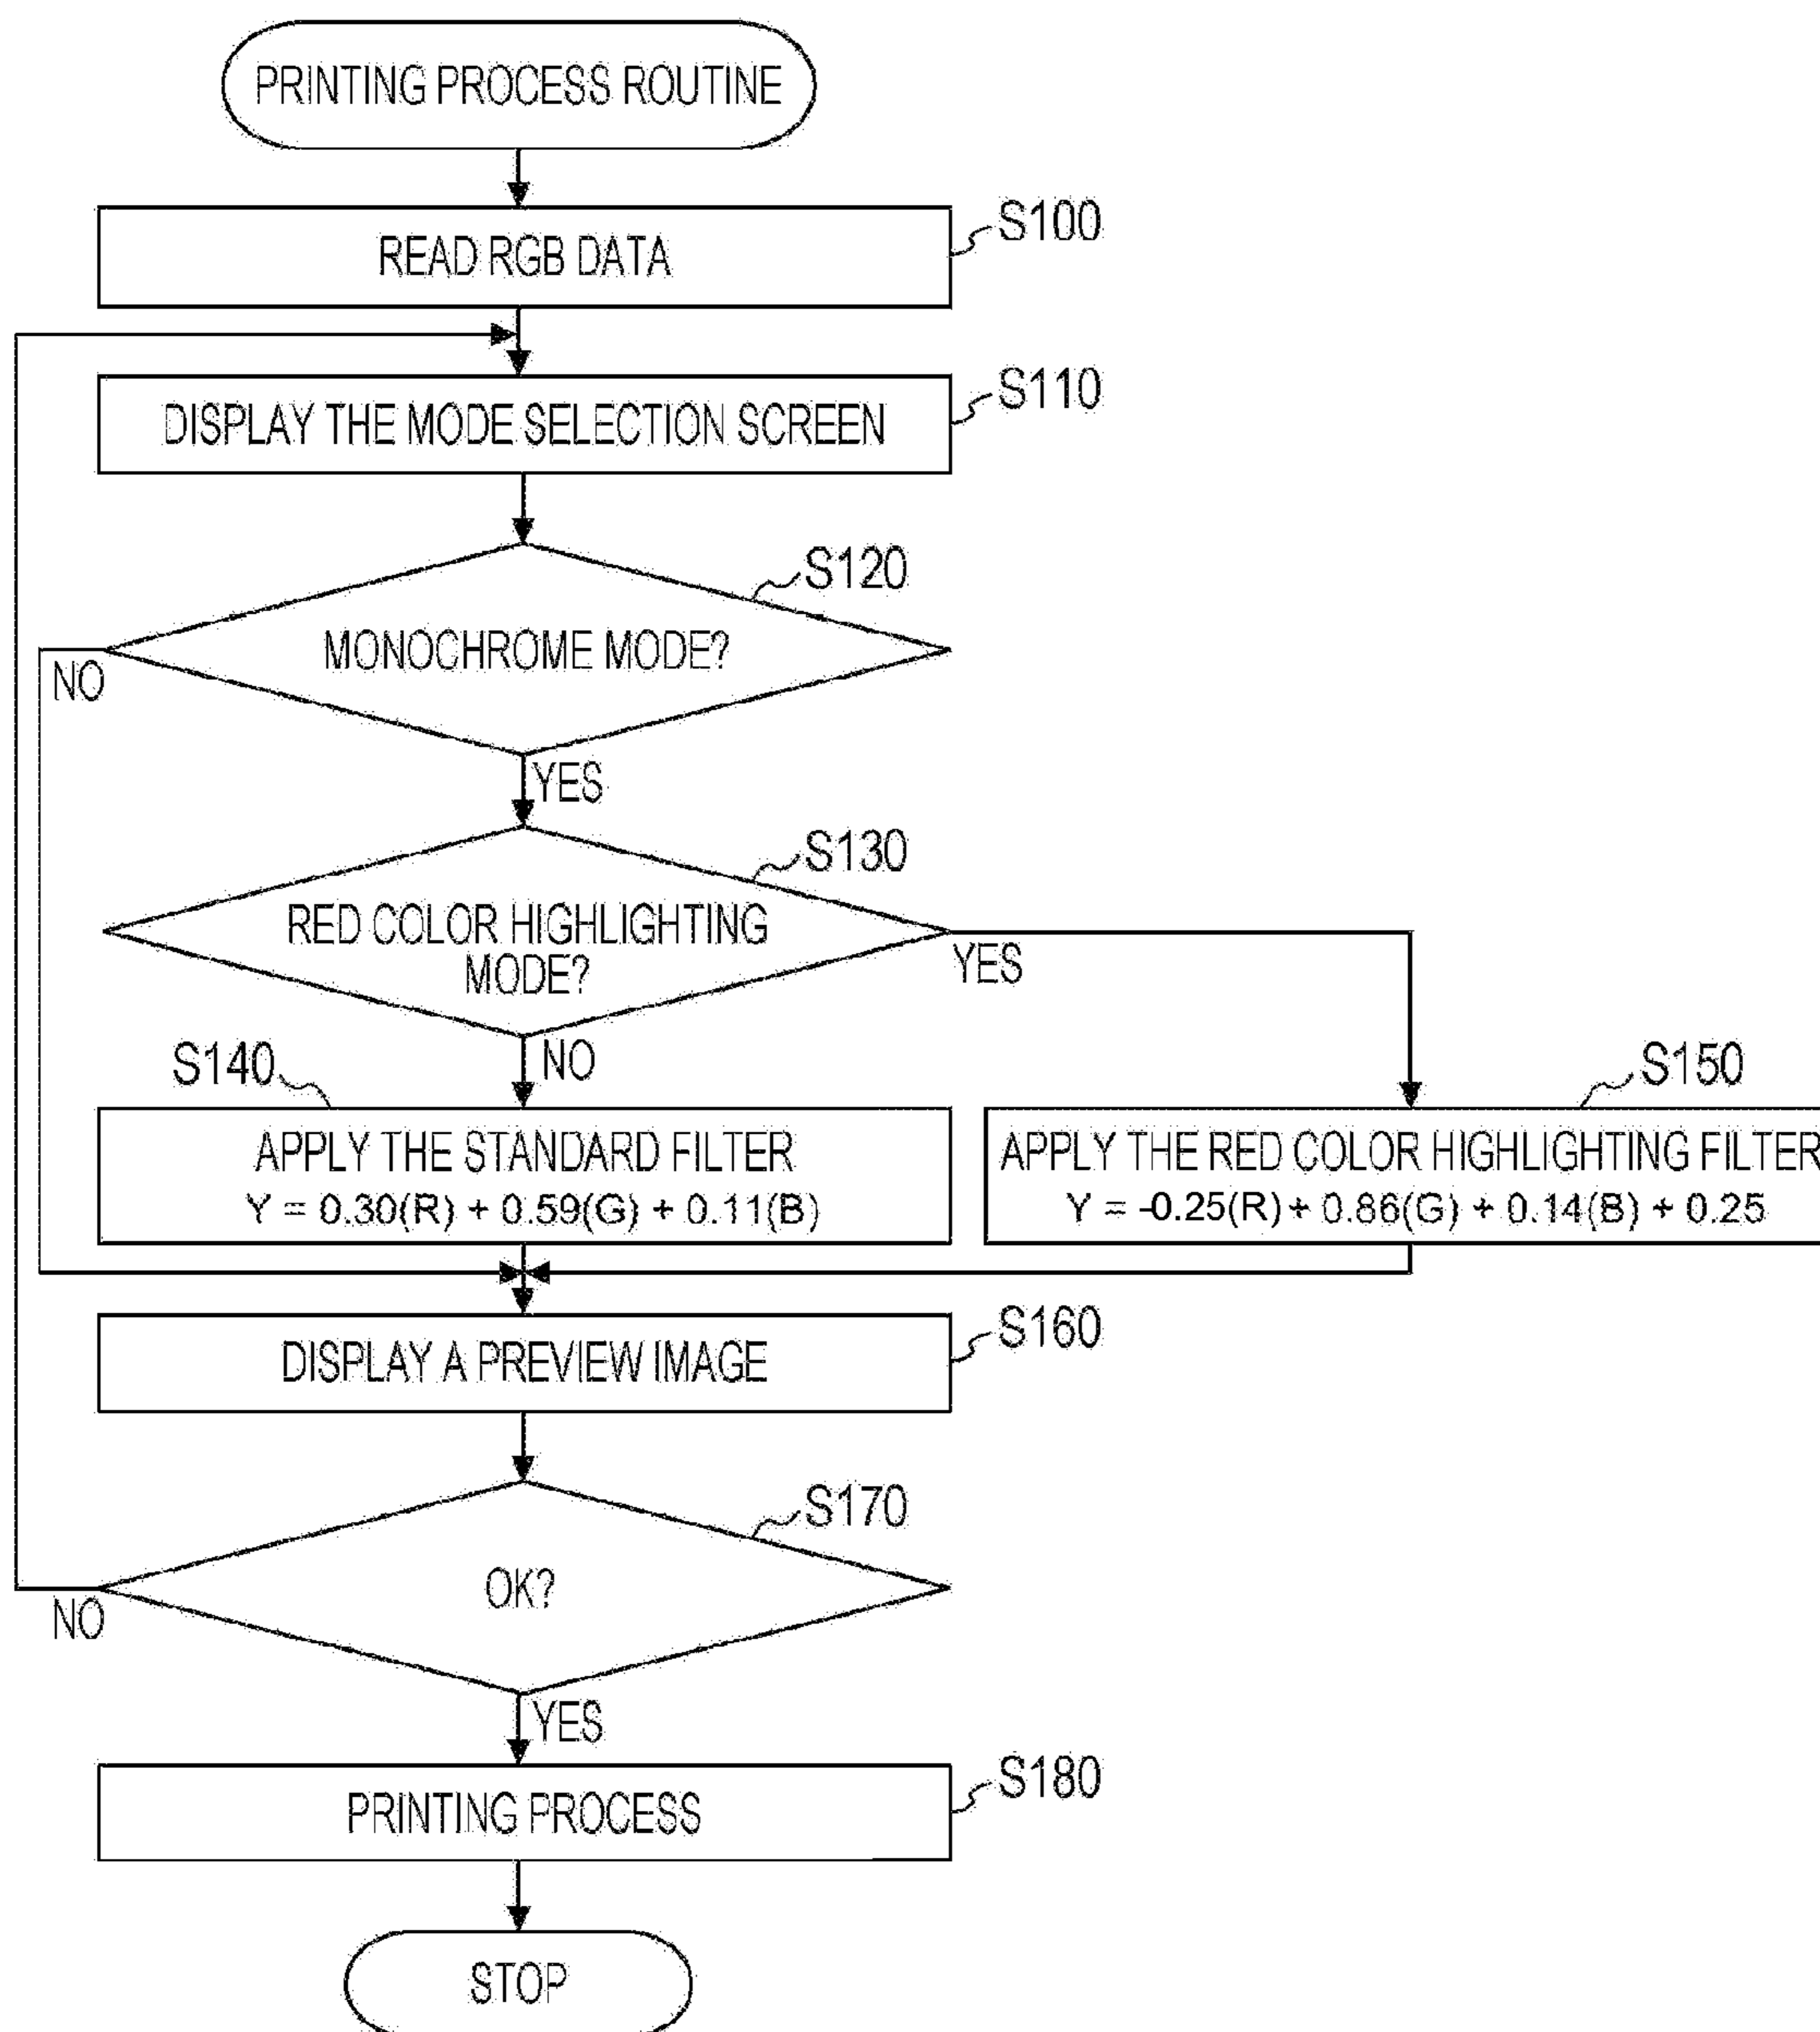 PRINTING PROCESS ROUTINE
READ RGB DATA
S100
DISPLAY THE MODE SELECTION SCREEN
S110
S120
MONOCHROME MODE?
NO
YES
S130
RED COLOR HIGHLIGHTING
MODE?
YES
NO
S140
APPLY THE STANDARD FILTER
Y = 0.30(R) + 0.59(G) + 0.11(B)
S150
APPLY THE RED COLOR HIGHLIGHTING FILTER
Y = -0.25(R) + 0.86(G) + 0.14(B) + 0.25
S160
DISPLAY A PREVIEW IMAGE
S170
OK?
NO
YES
S180
PRINTING PROCESS
STOP